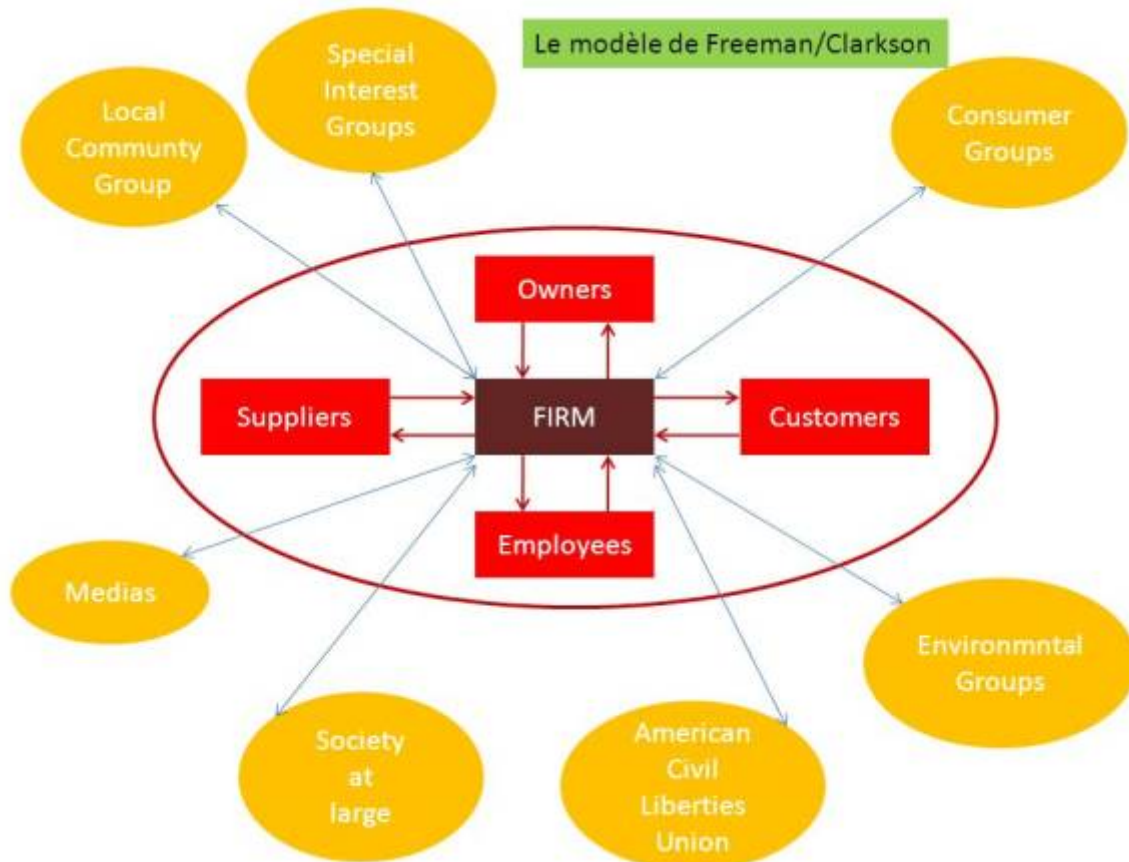 Le modèle de Freeman/Clarkson
Special
Interest
Groups
Local
Communty
Group
Consumer
Groups
Owners
Suppliers
FIRM
Customers
Employees
Medias
Environmntal
Groups
Society
at
large
American
Civil
Liberties
Union